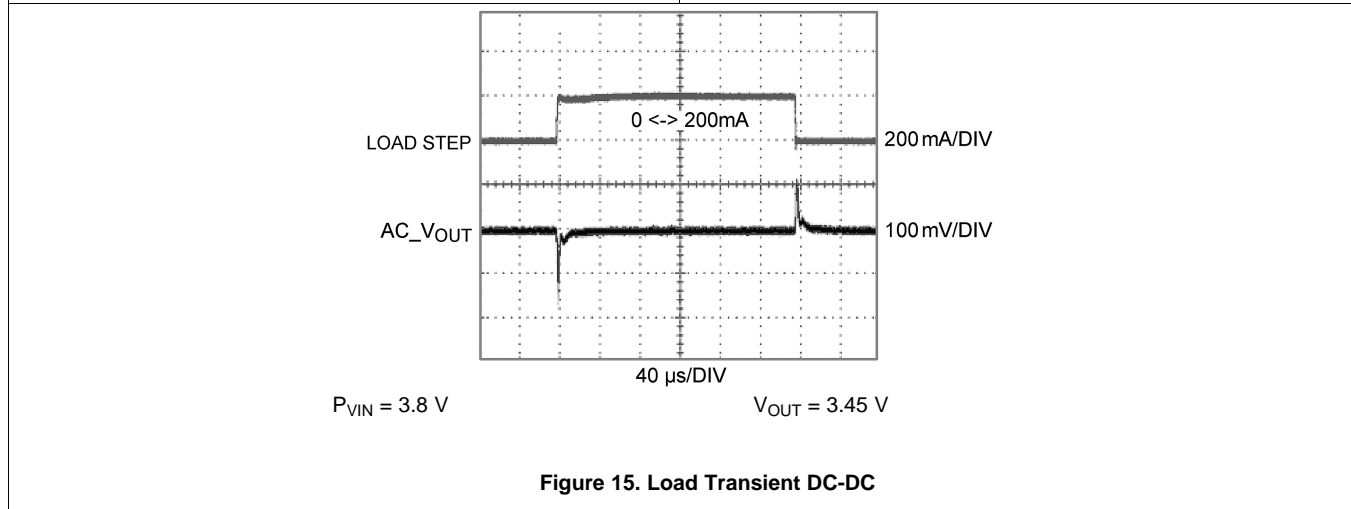 0 <-> 200mA
LOAD STEP
200 mA/DIV
AC_VOUT
100 mV/DIV
40 µs/DIV
PVIN = 3.8 V
VOUT = 3.45 V
Figure 15. Load Transient DC-DC